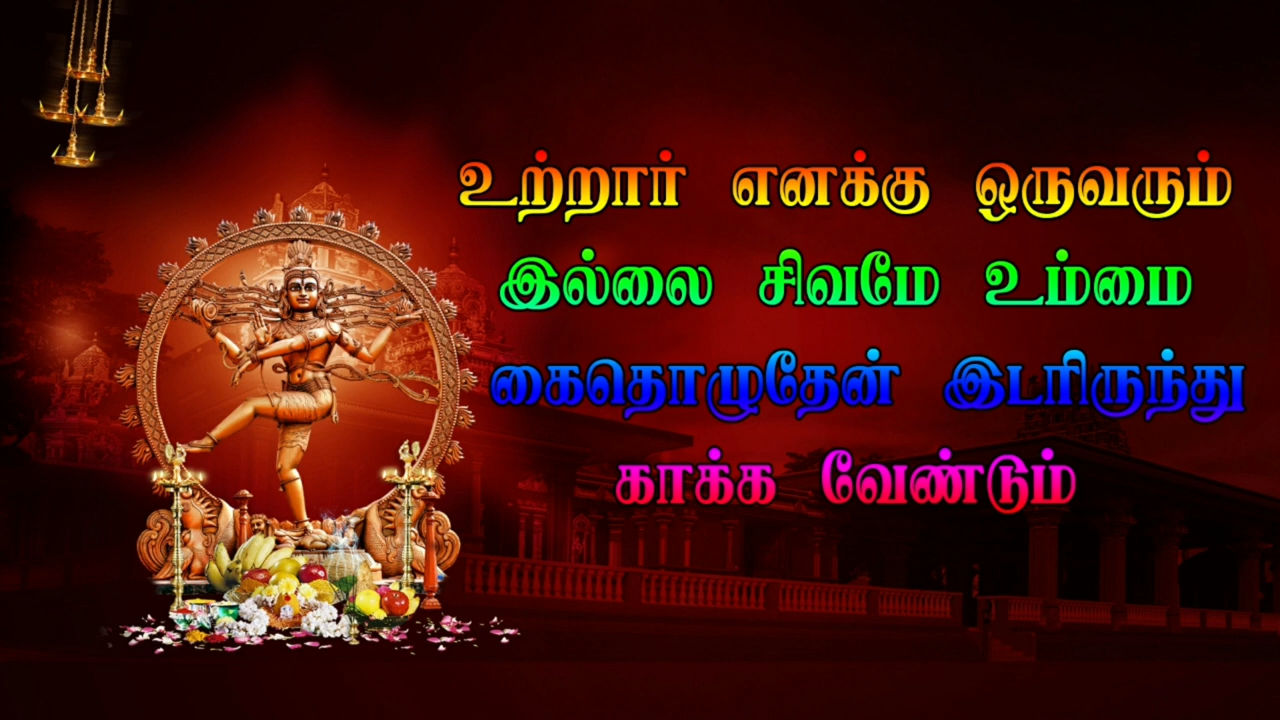 உற்றார் எனக்கு ஒருவரும்
இல்லை சிவமே உம்மை
கைதொழுதேன் இடரிருந்து
காக்க வேண்டும்